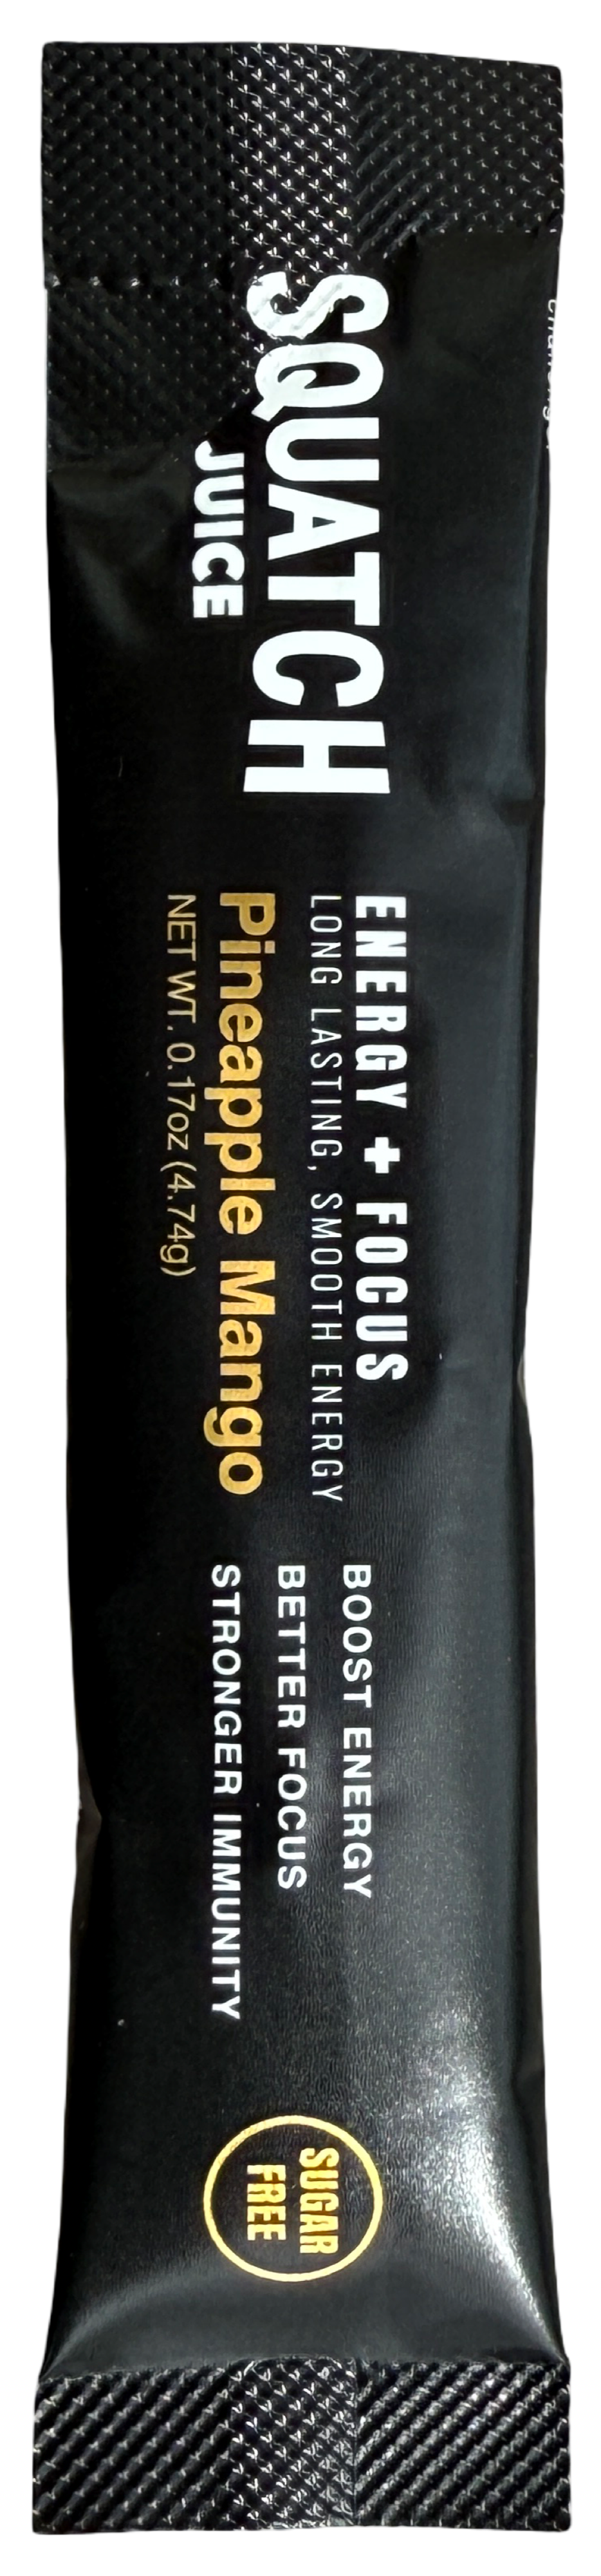 SQUATCH
JUICE
ENERGY + FOCUS
LONG LASTING, SMOOTH ENERGY
Pineapple Mango
NET WT. 0.17oz (4.74g)
BOOST ENERGY
BETTER FOCUS
STRONGER IMMUNITY
SUGAR
FREE